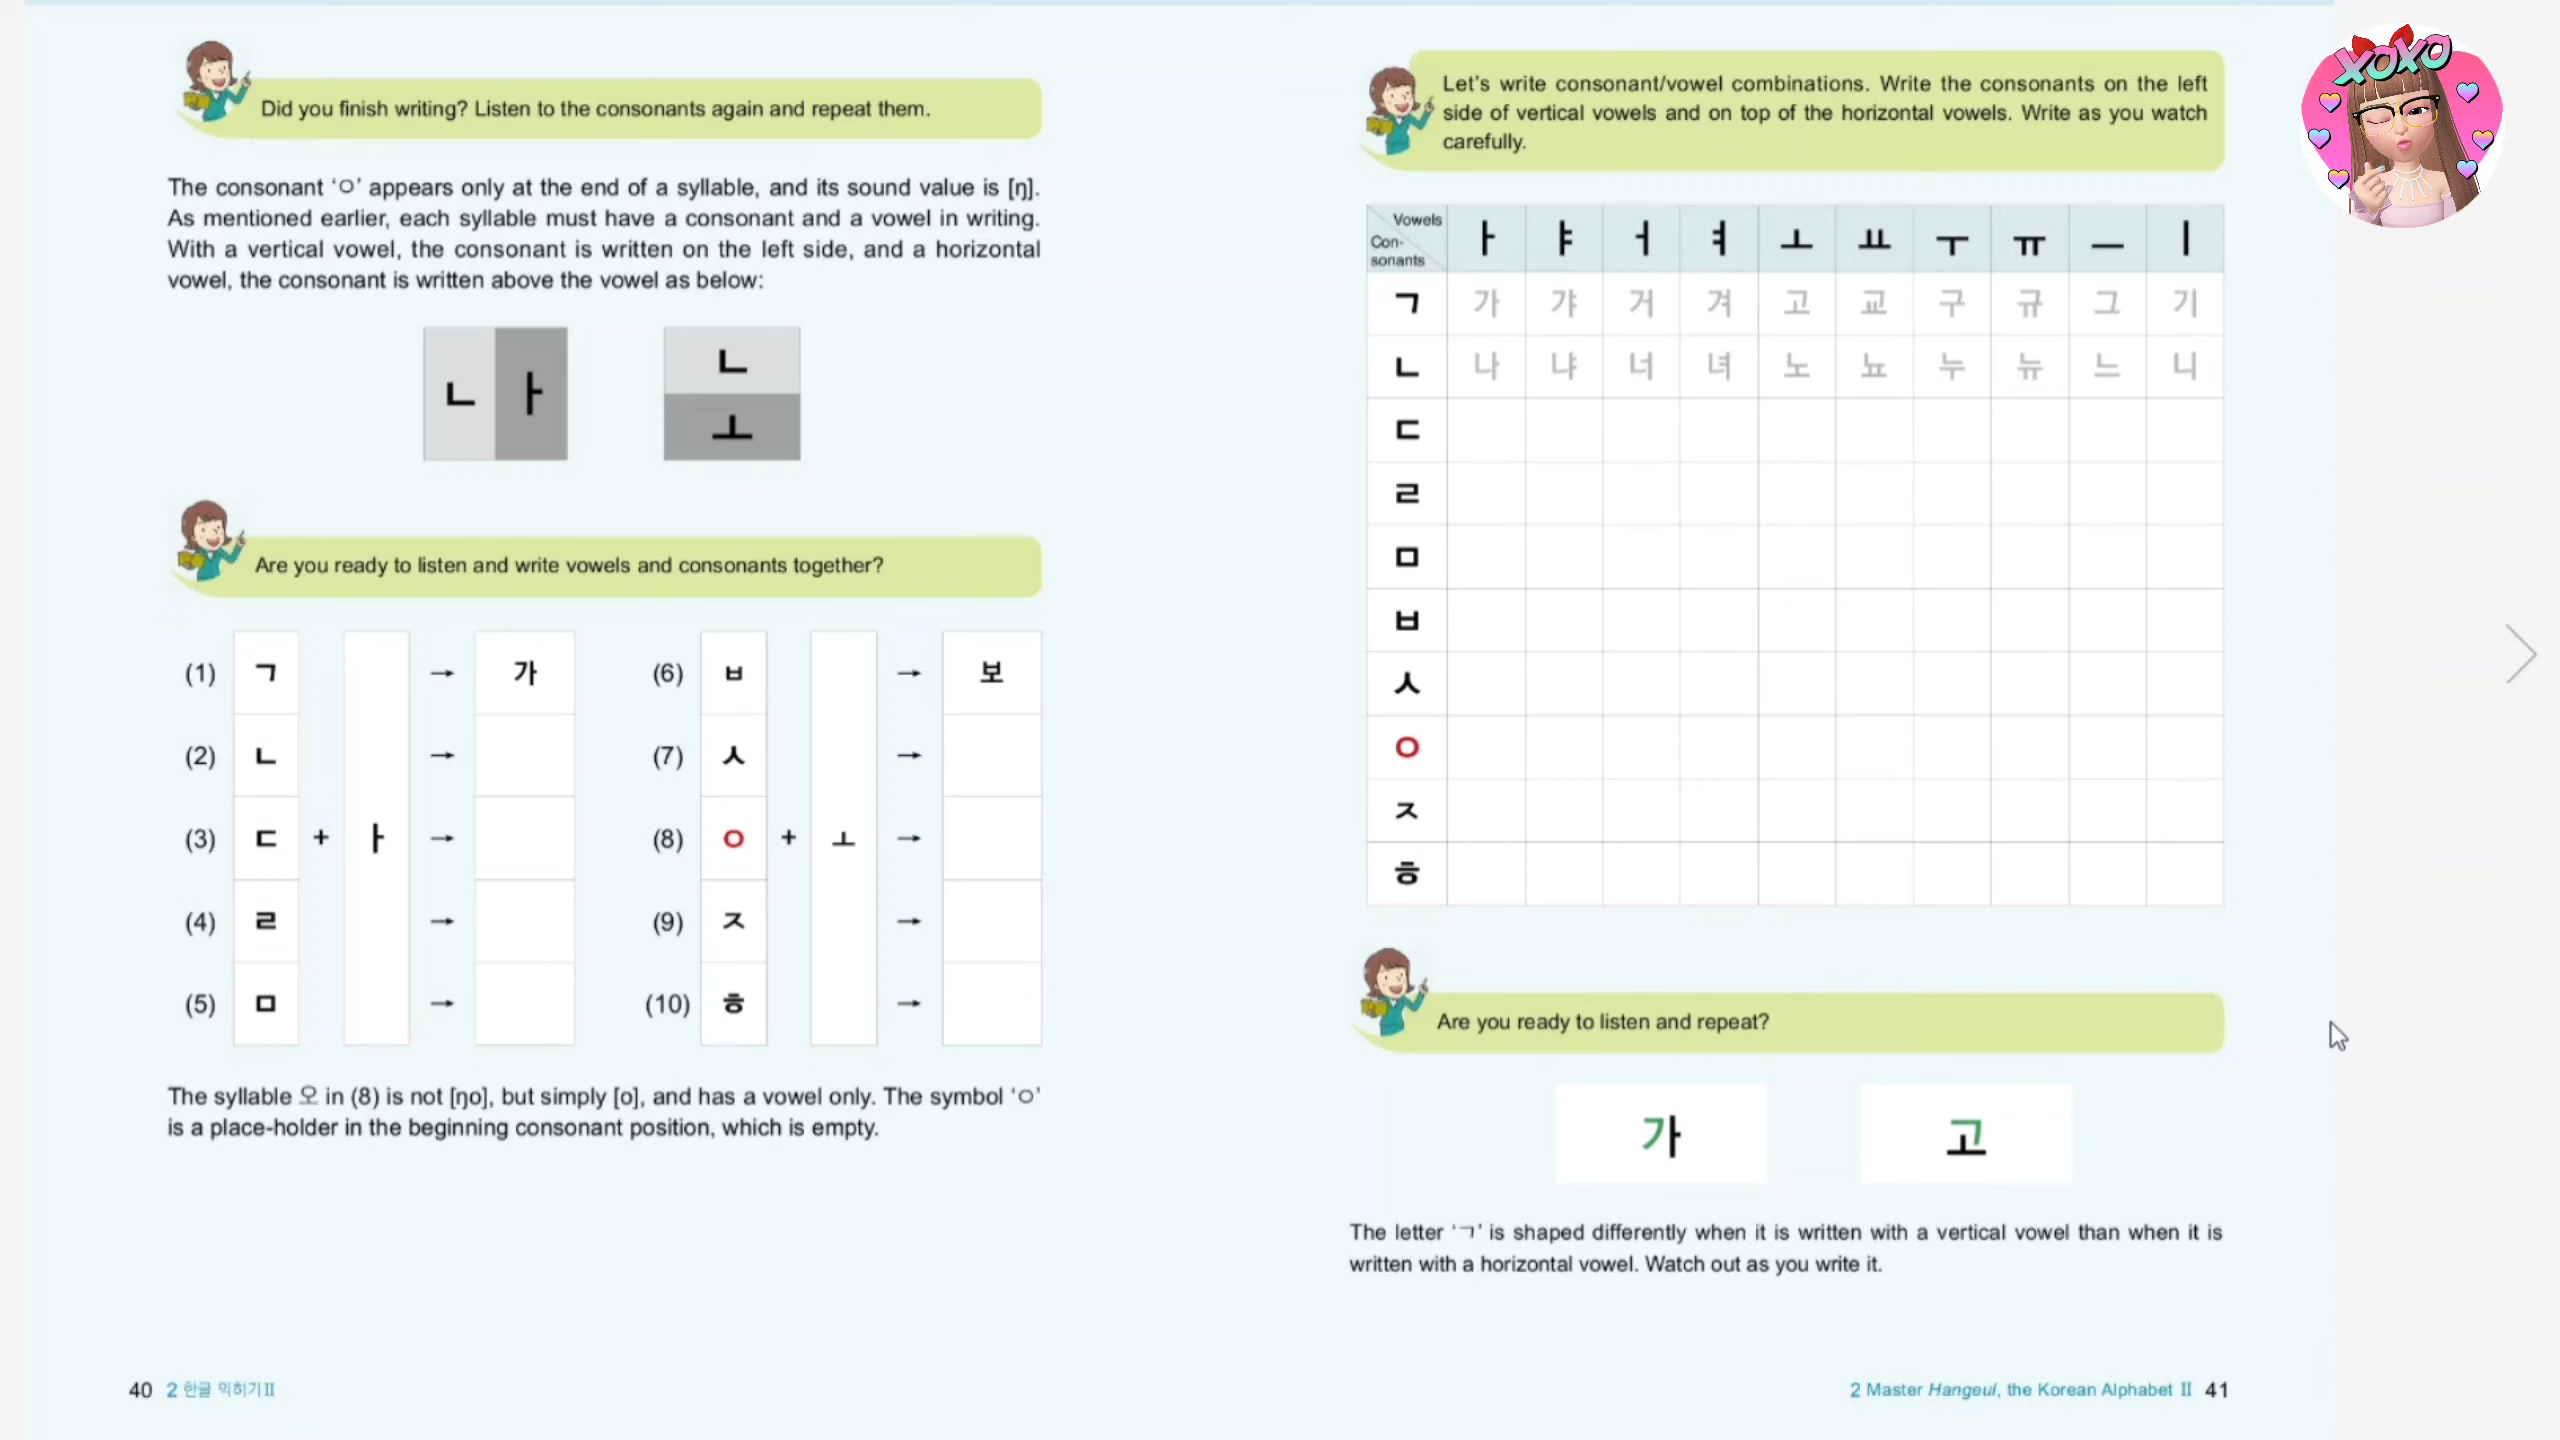 Did you finish writing? Listen to the consonants again and repeat them.
The consonant ‘ㅇ’ appears only at the end of a syllable, and its sound value is [ŋ].
As mentioned earlier, each syllable must have a consonant and a vowel in writing.
With a vertical vowel, the consonant is written on the left side, and a horizontal
vowel, the consonant is written above the vowel as below:
ㄴ ㅏ
ㄴ
ㅗ
Are you ready to listen and write vowels and consonants together?
(1) ㄱ → 가
(2) ㄴ →
(3) ㄷ + ㅏ →
(4) ㄹ →
(5) ㅁ →
(6) ㅂ → 보
(7) ㅅ →
(8) ㅇ + ㅗ →
(9) ㅈ →
(10) ㅎ →
The syllable 오 in (8) is not [ŋo], but simply [o], and has a vowel only. The symbol ‘ㅇ’
is a place-holder in the beginning consonant position, which is empty.
40 2 한글 익히기 II
Let's write consonant/vowel combinations. Write the consonants on the left
side of vertical vowels and on top of the horizontal vowels. Write as you watch
carefully.
Vowels
Con-
sonants
ㅏ ㅑ ㅓ ㅕ ㅗ ㅛ ㅜ ㅠ ㅡ ㅣ
ㄱ 가 갸 거 겨 고 교 구 규 그 기
ㄴ 나 냐 너 녀 노 뇨 누 뉴 느 니
ㄷ
ㄹ
ㅁ
ㅂ
ㅅ
ㅇ
ㅈ
ㅎ
Are you ready to listen and repeat?
가 고
The letter ‘ㄱ’ is shaped differently when it is written with a vertical vowel than when it is
written with a horizontal vowel. Watch out as you write it.
2 Master Hangeul, the Korean Alphabet II 41
XOXO